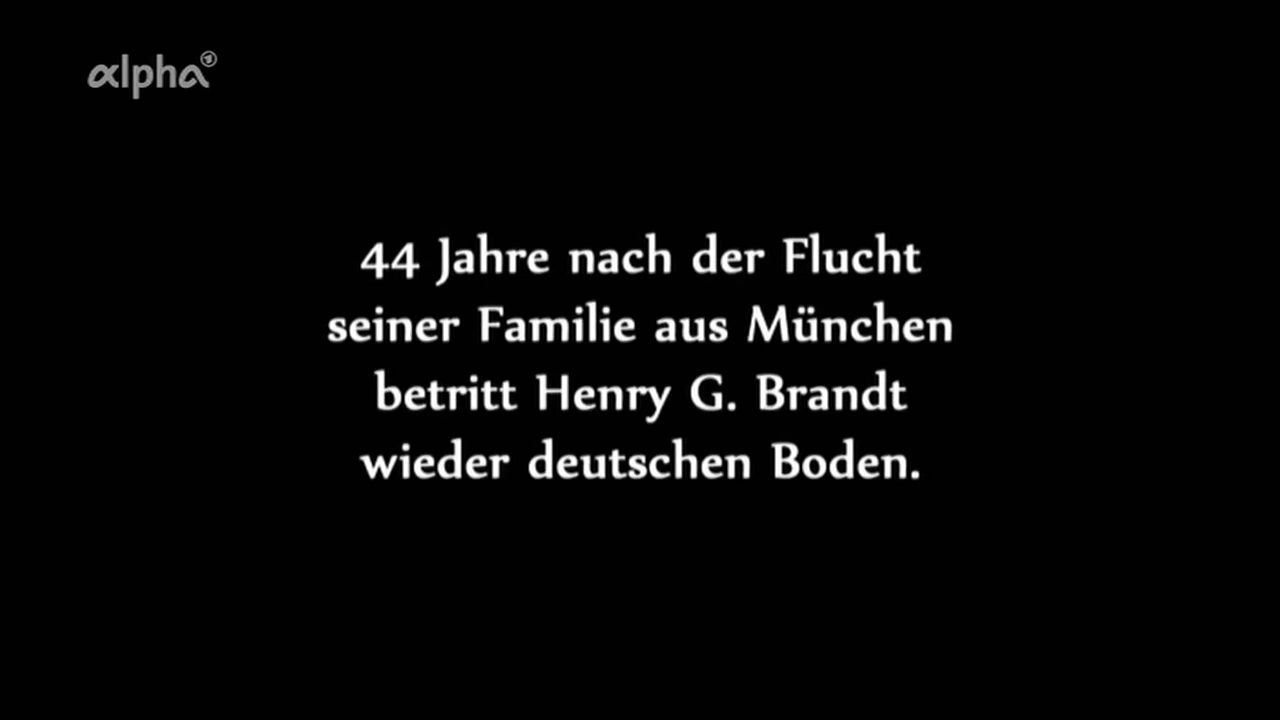 alpha
44 Jahre nach der Flucht
seiner Familie aus München
betritt Henry G. Brandt
wieder deutschen Boden.